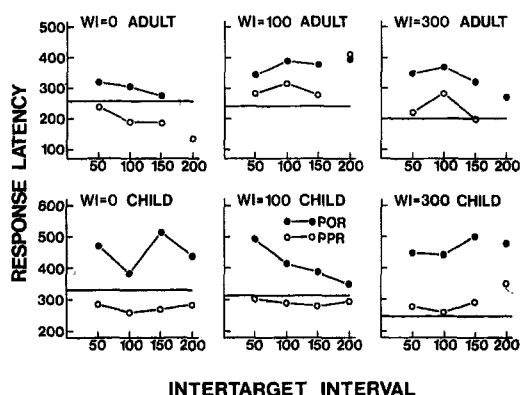 WI=0 ADULT
WI=100 ADULT
WI=300 ADULT
500
400
300
200
100
50 100 150 200
50 100 150 200
50 100 150 200
RESPONSE LATENCY
WI=0 CHILD
WI=100 CHILD
WI=300 CHILD
600
500
400
300
200
POR
PPR
50 100 150 200
50 100 150 200
50 100 150 200
INTERTARGET INTERVAL